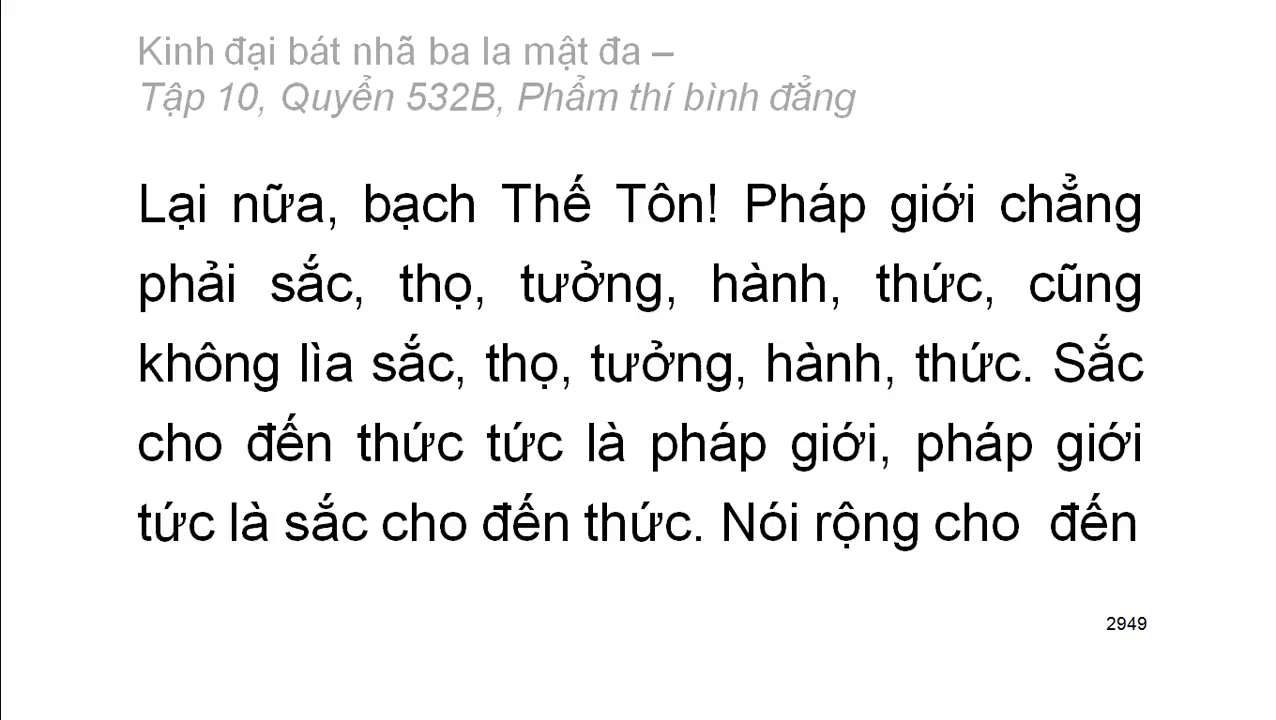 Kinh đại bát nhã ba la mật đa –
Tập 10, Quyển 532B, Phẩm thí bình đẳng
Lại nữa, bạch Thế Tôn! Pháp giới chẳng
phải sắc, thọ, tưởng, hành, thức, cũng
không lìa sắc, thọ, tưởng, hành, thức. Sắc
cho đến thức tức là pháp giới, pháp giới
tức là sắc cho đến thức. Nói rộng cho  đến
2949